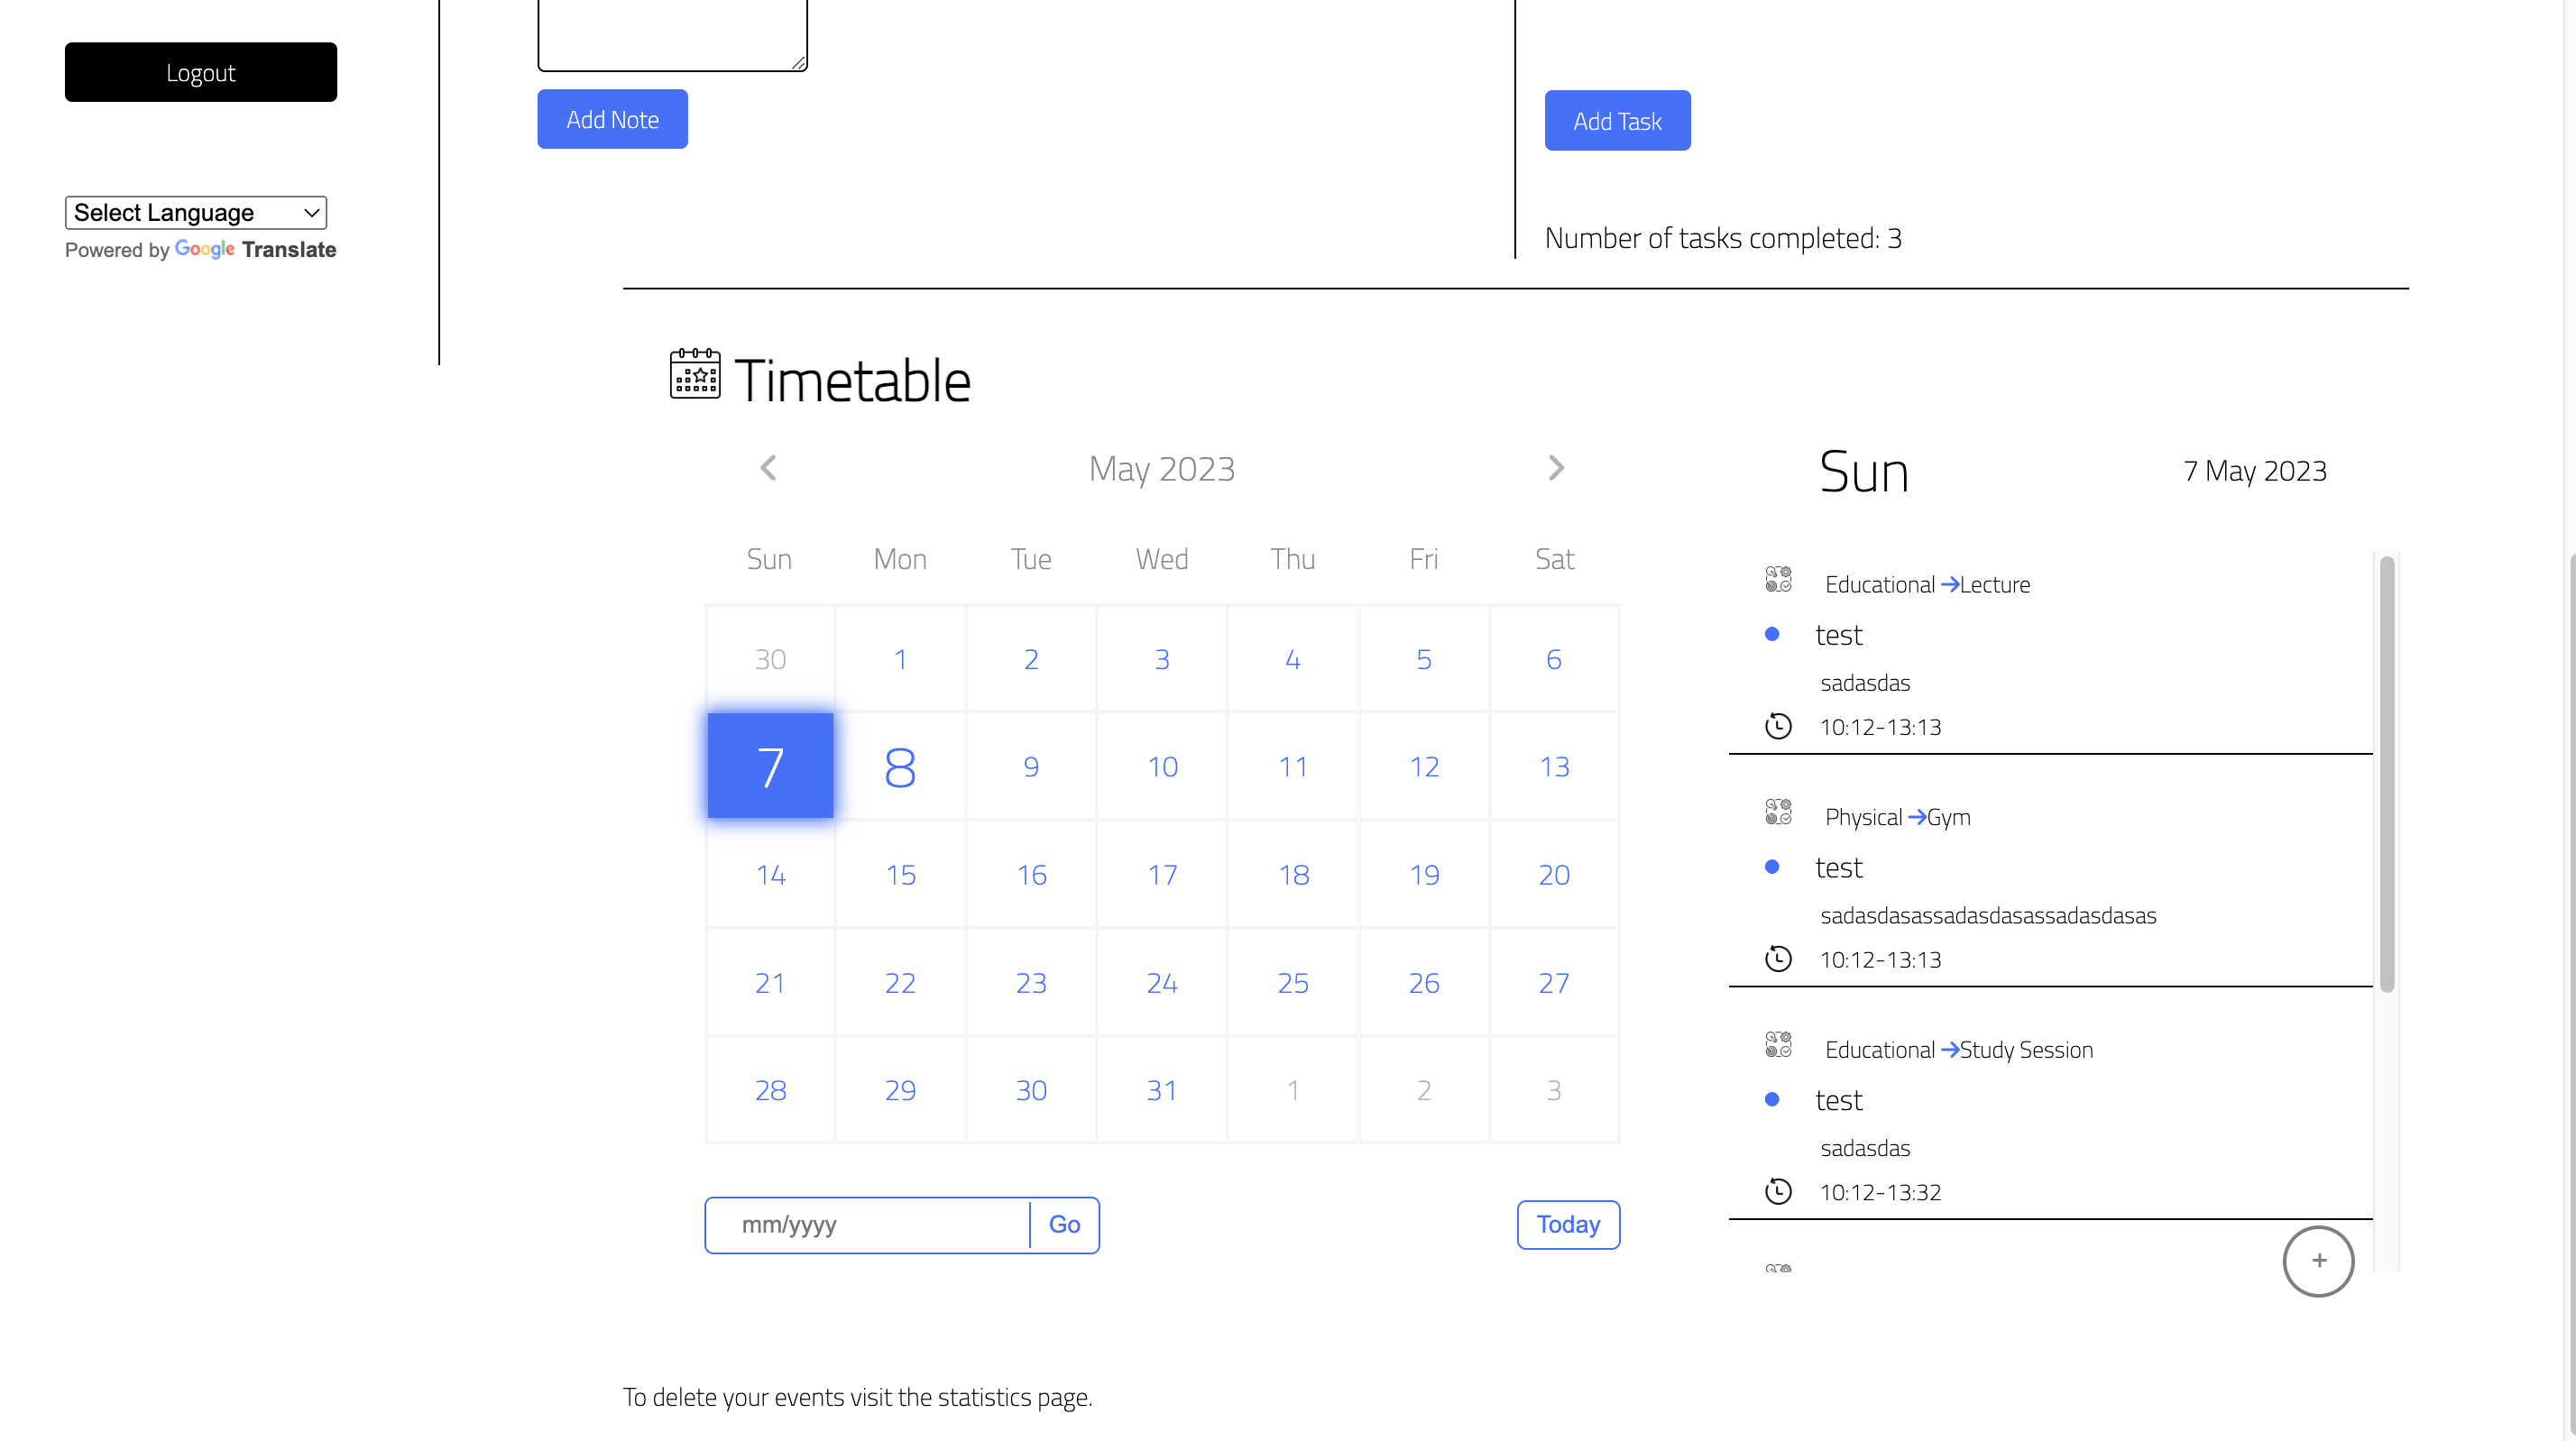 Logout
Select Language
Powered by Google Translate
Add Note
Add Task
Number of tasks completed: 3
Timetable
May 2023
Sun Mon Tue Wed Thu Fri Sat
30 1 2 3 4 5 6
7 8 9 10 11 12 13
14 15 16 17 18 19 20
21 22 23 24 25 26 27
28 29 30 31 1 2 3
mm/yyyy Go
Today
Sun 7 May 2023
Educational Lecture
test
sadasdas
10:12-13:13
Physical Gym
test
sadasdasassadasdasassadasdasas
10:12-13:13
Educational Study Session
test
sadasdas
10:12-13:32
+
To delete your events visit the statistics page.